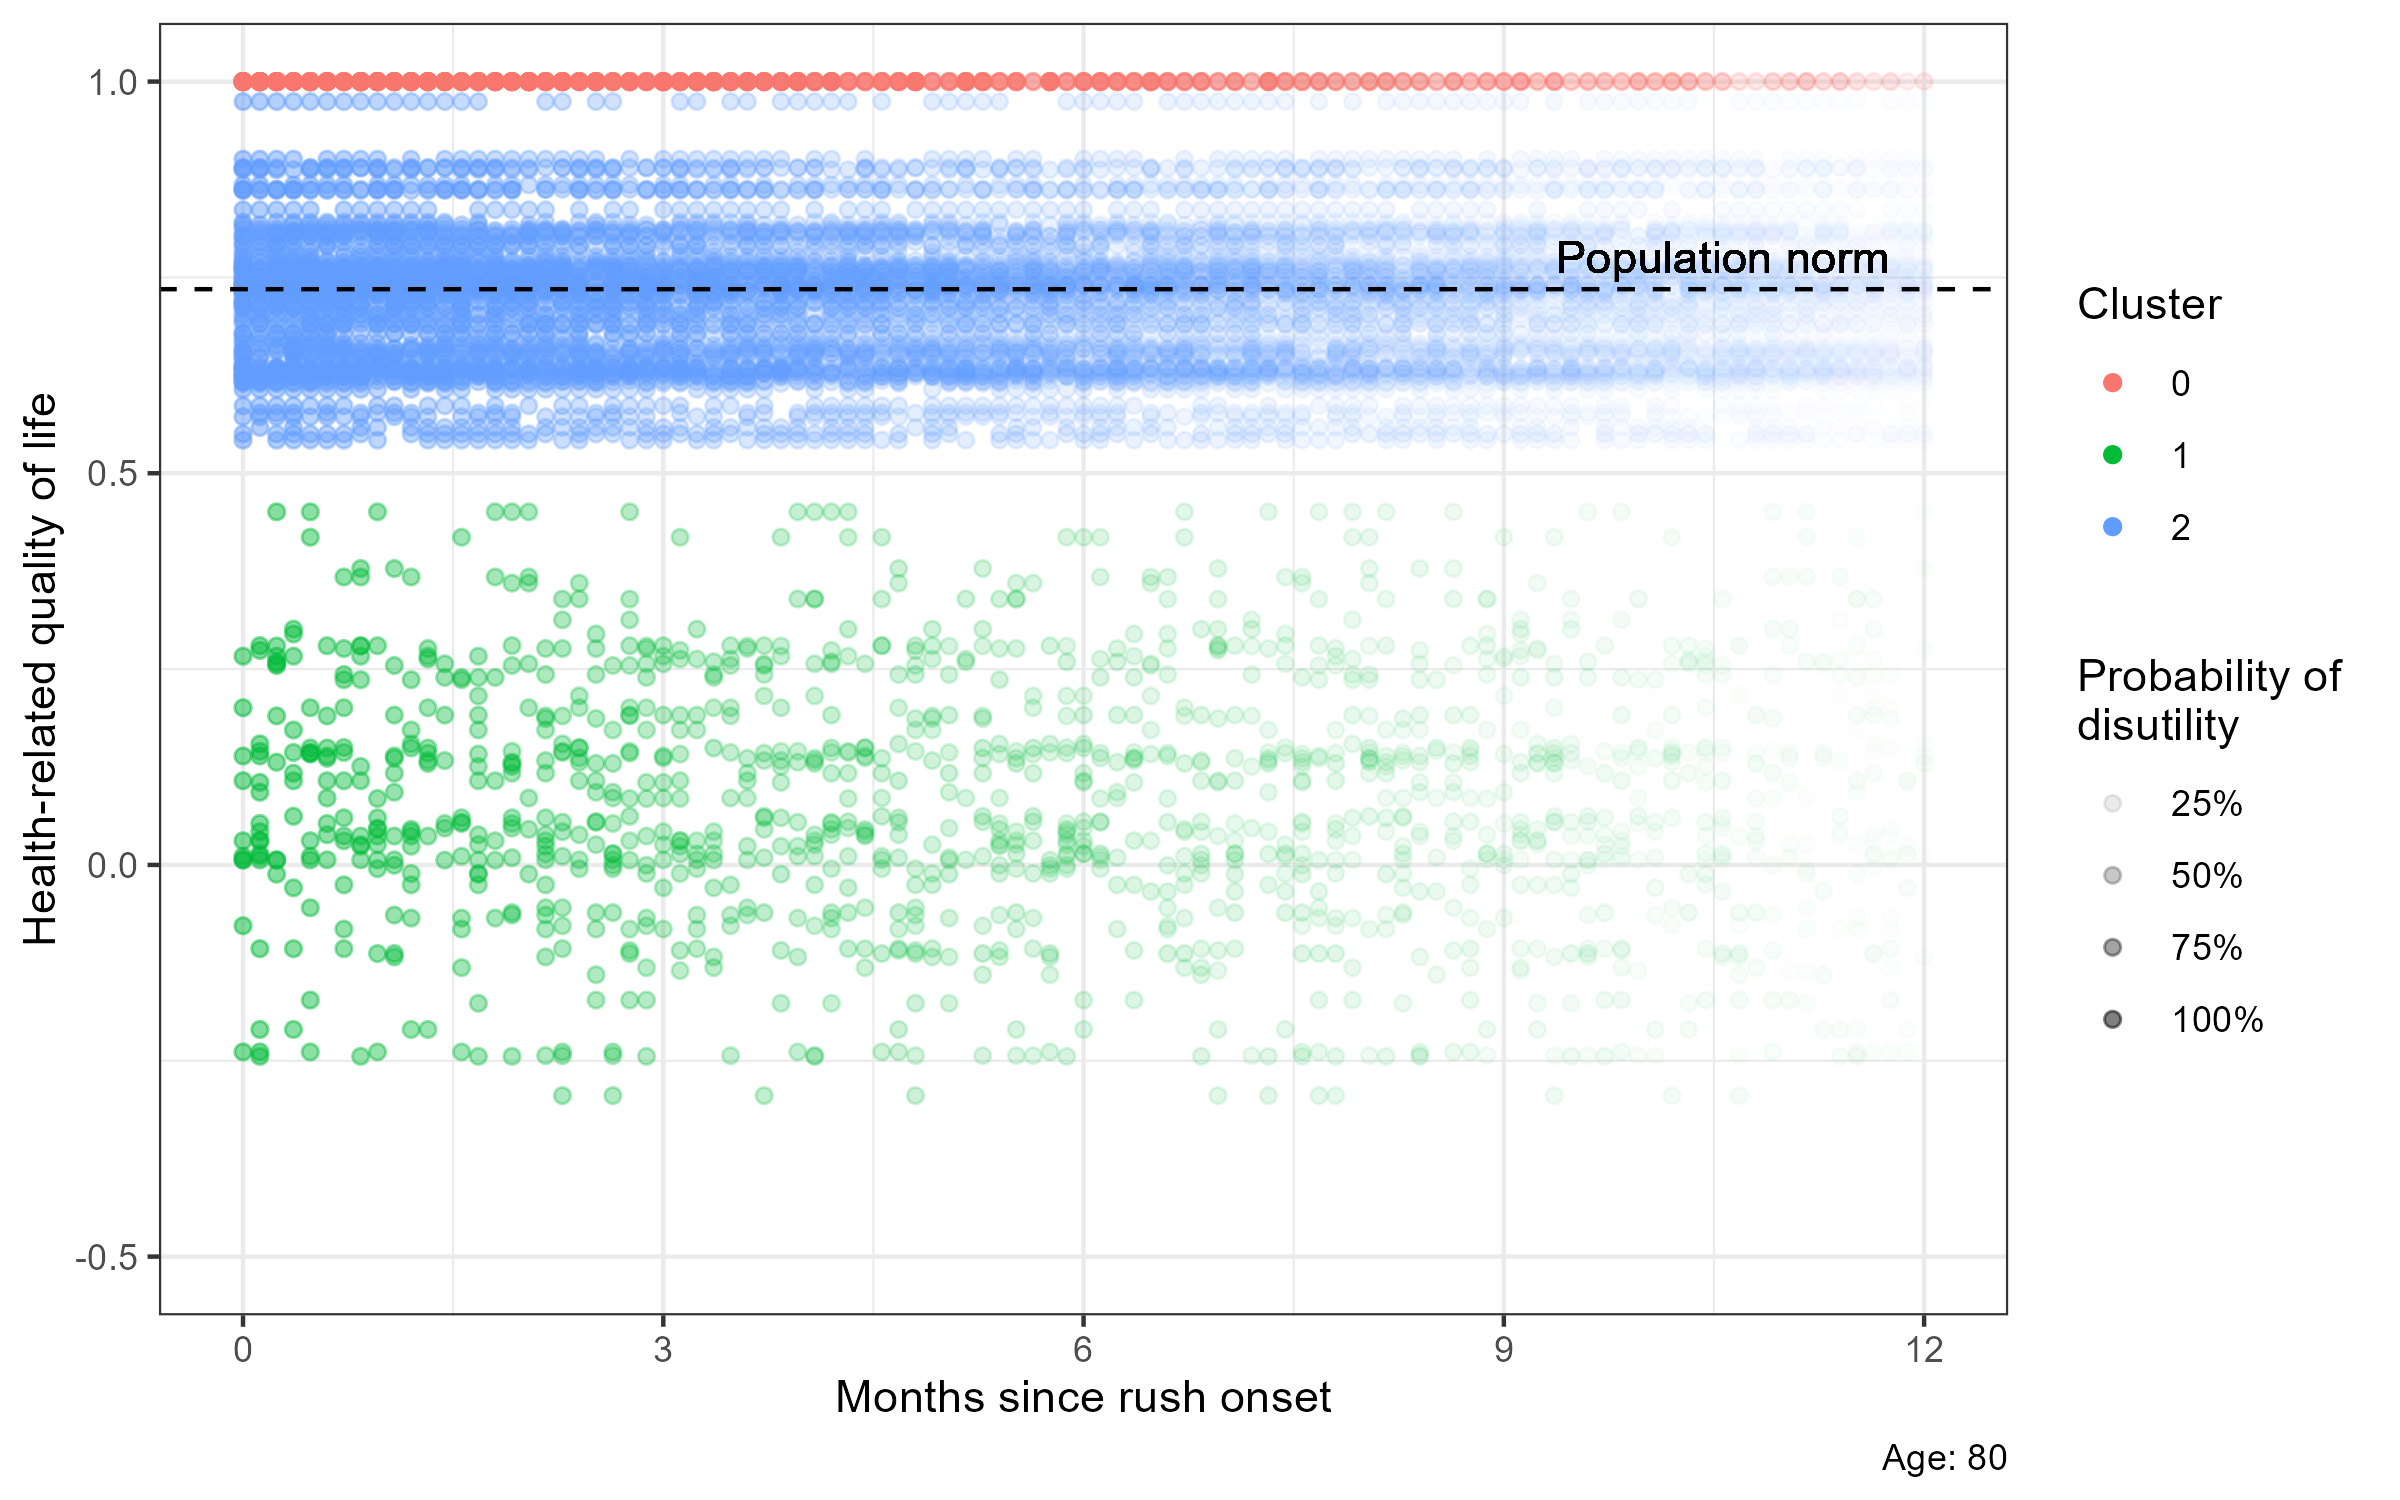 1.0
0.5
0.0
-0.5
Health-related quality of life
Population norm
0
3
6
9
12
Months since rush onset
Age: 80
Cluster
0
1
2
Probability of
disutility
25%
50%
75%
100%